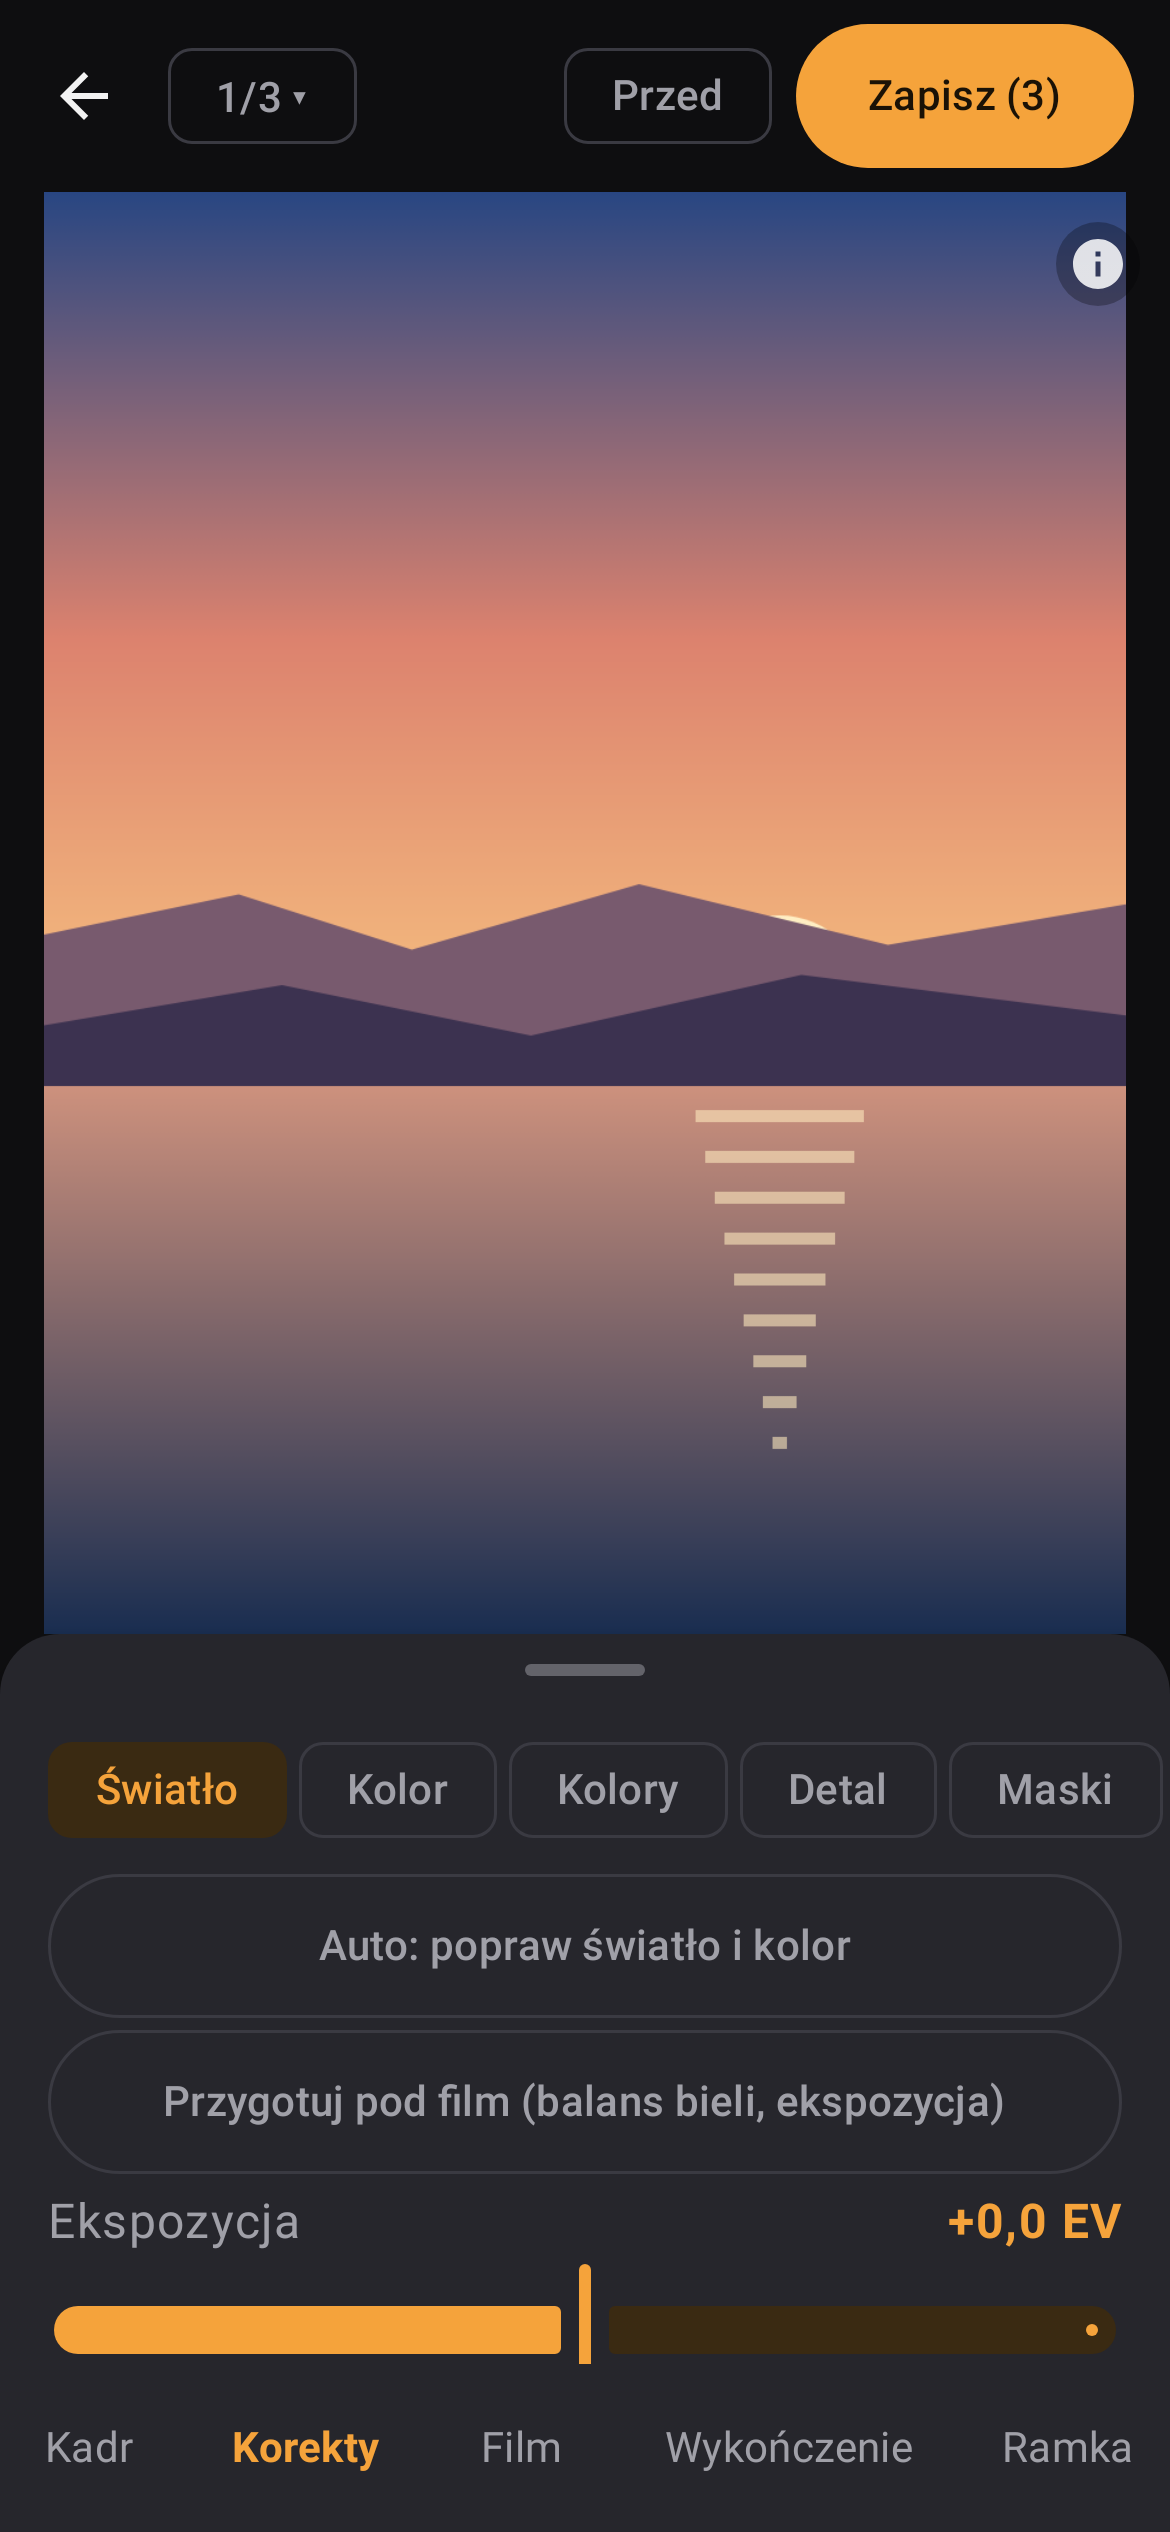 1/3 ▾
Przed
Zapisz (3)
Światło
Kolor
Kolory
Detal
Maski
Auto: popraw światło i kolor
Przygotuj pod film (balans bieli, ekspozycja)
Ekspozycja
+0,0 EV
Kadr
Korekty
Film
Wykończenie
Ramka